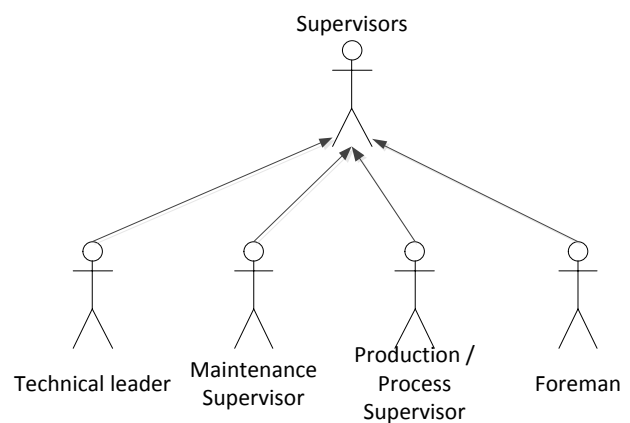 Supervisors
Technical leader
Maintenance
Supervisor
Production /
Process
Supervisor
Foreman